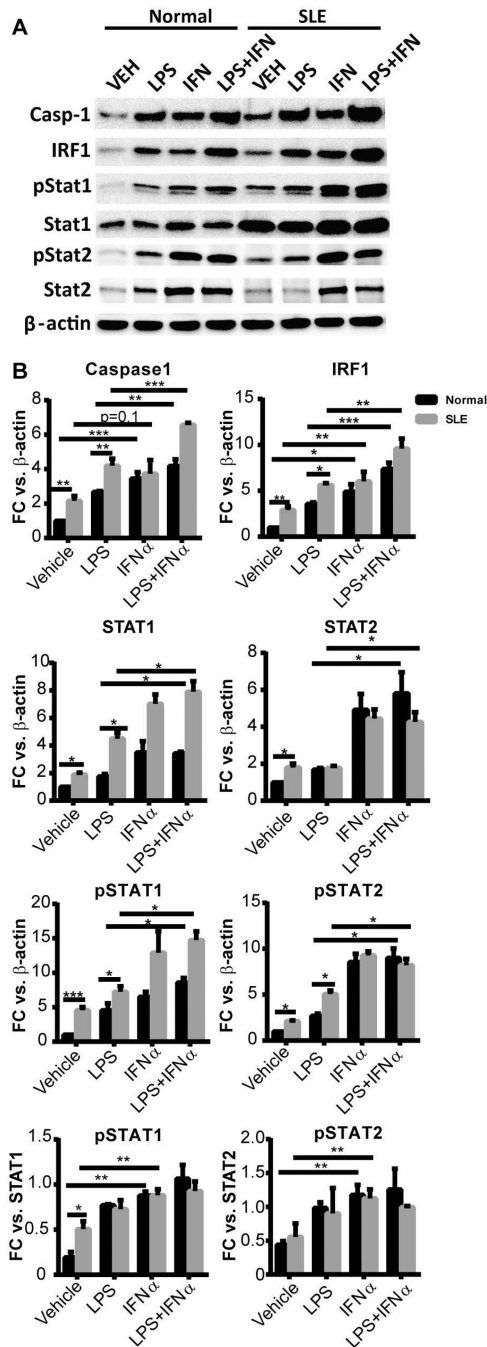 A
Normal SLE
VEH LPS IFN LPS+IFN VEH LPS IFN LPS+IFN
Casp-1
IRF1
pStat1
Stat1
pStat2
Stat2
β-actin
B
Caspase1
FC vs. β-actin
8
6
4
2
0
** ** *** p=0.1 ** ***
Vehicle LPS IFNα LPS+IFNα
IRF1
FC vs. β-actin
15
10
5
0
** * * ** *** **
Vehicle LPS IFNα LPS+IFNα
Normal
SLE
STAT1
FC vs. β-actin
10
8
6
4
2
0
* * * *
Vehicle LPS IFNα LPS+IFNα
STAT2
FC vs. β-actin
8
6
4
2
0
* * *
Vehicle LPS IFNα LPS+IFNα
pSTAT1
FC vs. β-actin
20
15
10
5
0
*** * * *
Vehicle LPS IFNα LPS+IFNα
pSTAT2
FC vs. β-actin
15
10
5
0
* * * *
Vehicle LPS IFNα LPS+IFNα
pSTAT1
FC vs. STAT1
1.5
1.0
0.5
0
* ** **
Vehicle LPS IFNα LPS+IFNα
pSTAT2
FC vs. STAT2
2.0
1.5
1.0
0.5
0
** **
Vehicle LPS IFNα LPS+IFNα